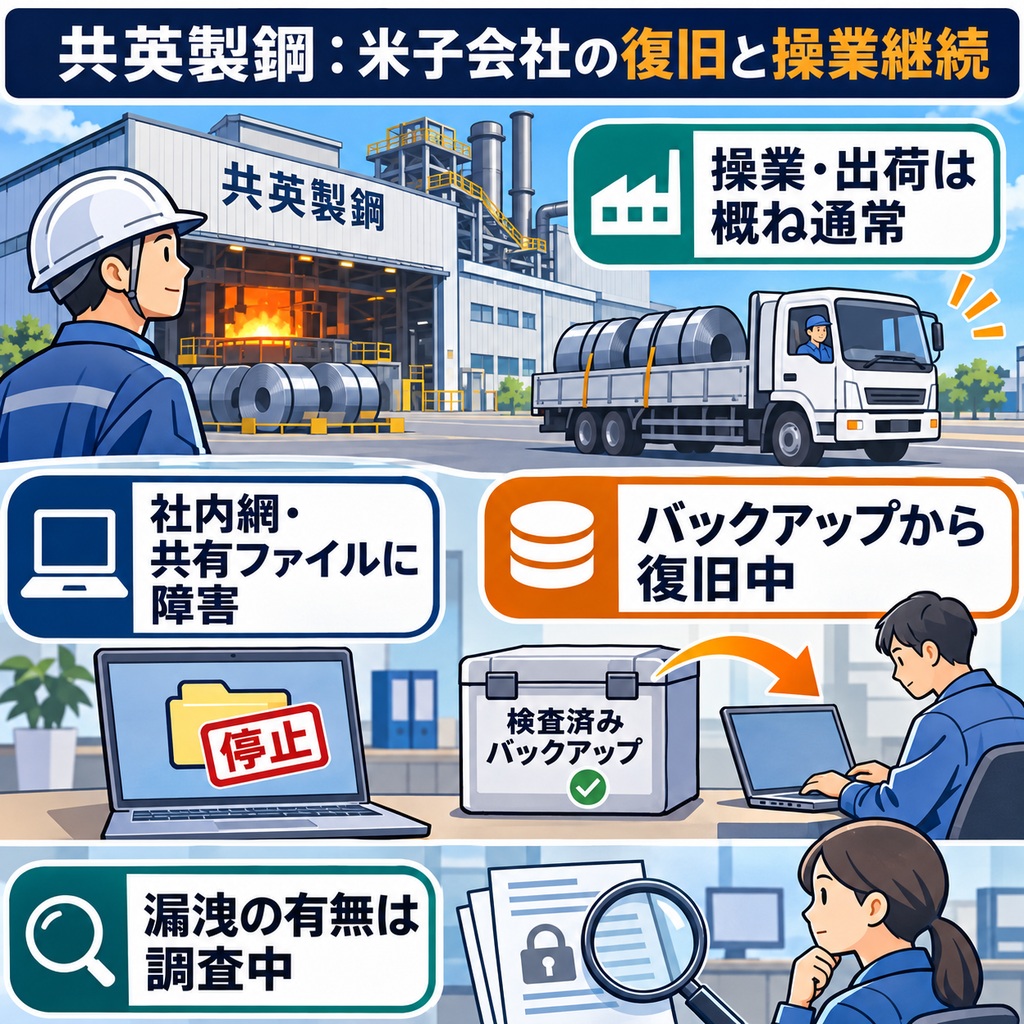 共英製鋼：米子会社の復旧と操業継続
共英製鋼
操業・出荷は
概ね通常
社内網・
共有ファイルに
障害
バックアップから
復旧中
停止
検査済み
バックアップ
漏洩の有無は
調査中